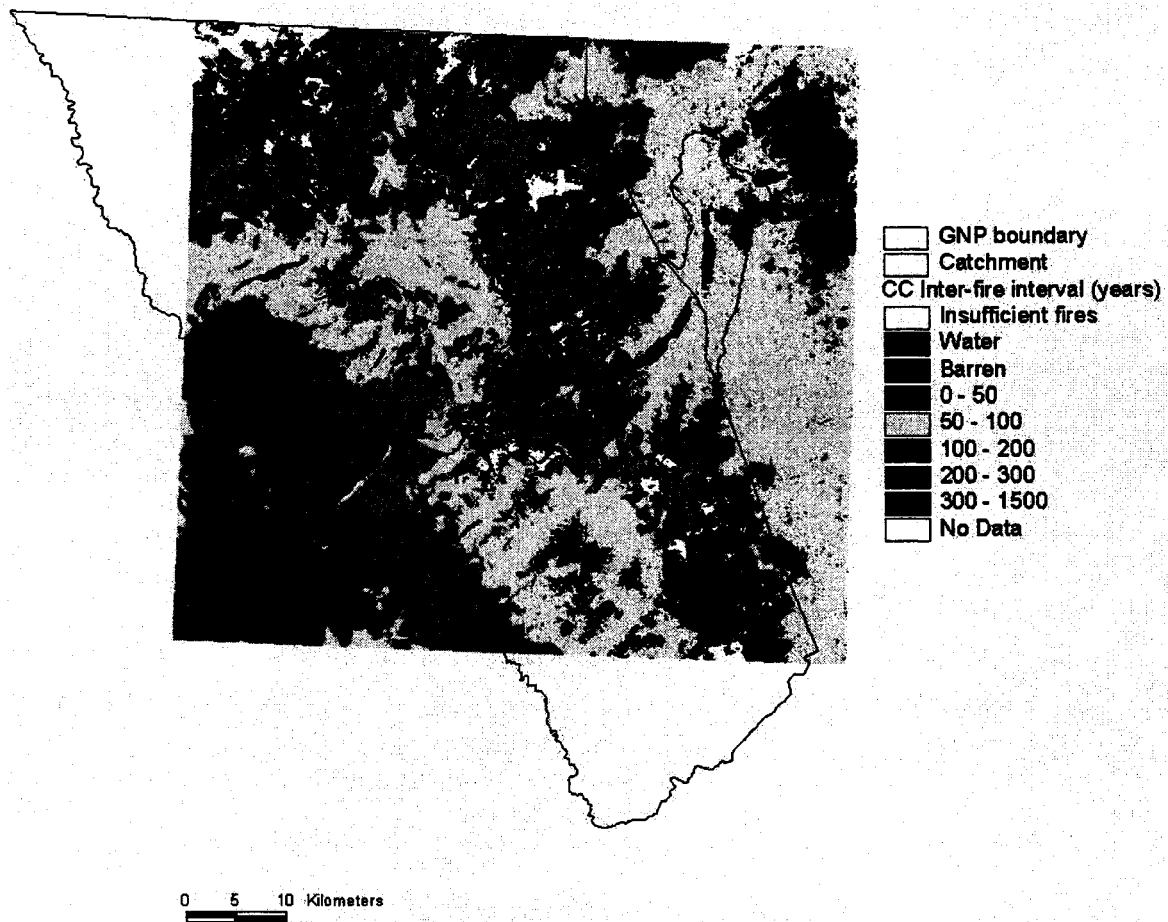 GNP boundary
Catchment
CC Inter-fire interval (years)
Insufficient fires
Water
Barren
0 - 50
50 - 100
100 - 200
200 - 300
300 - 1500
No Data
0 5 10 Kilometers